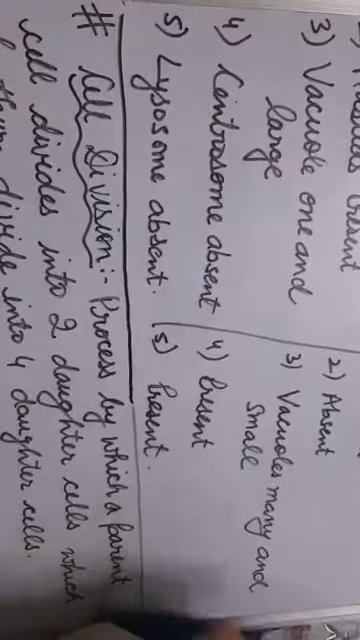 present
3) Vacuole one and
large
4) Centrosome absent
5) Lysosome absent.
2) Absent
3) Vacuoles many and
small
4) Present
5) Present.
# Cell Division:- Process by which a parent
cell divides into 2 daughter cells which
divide into 4 daughter cells.